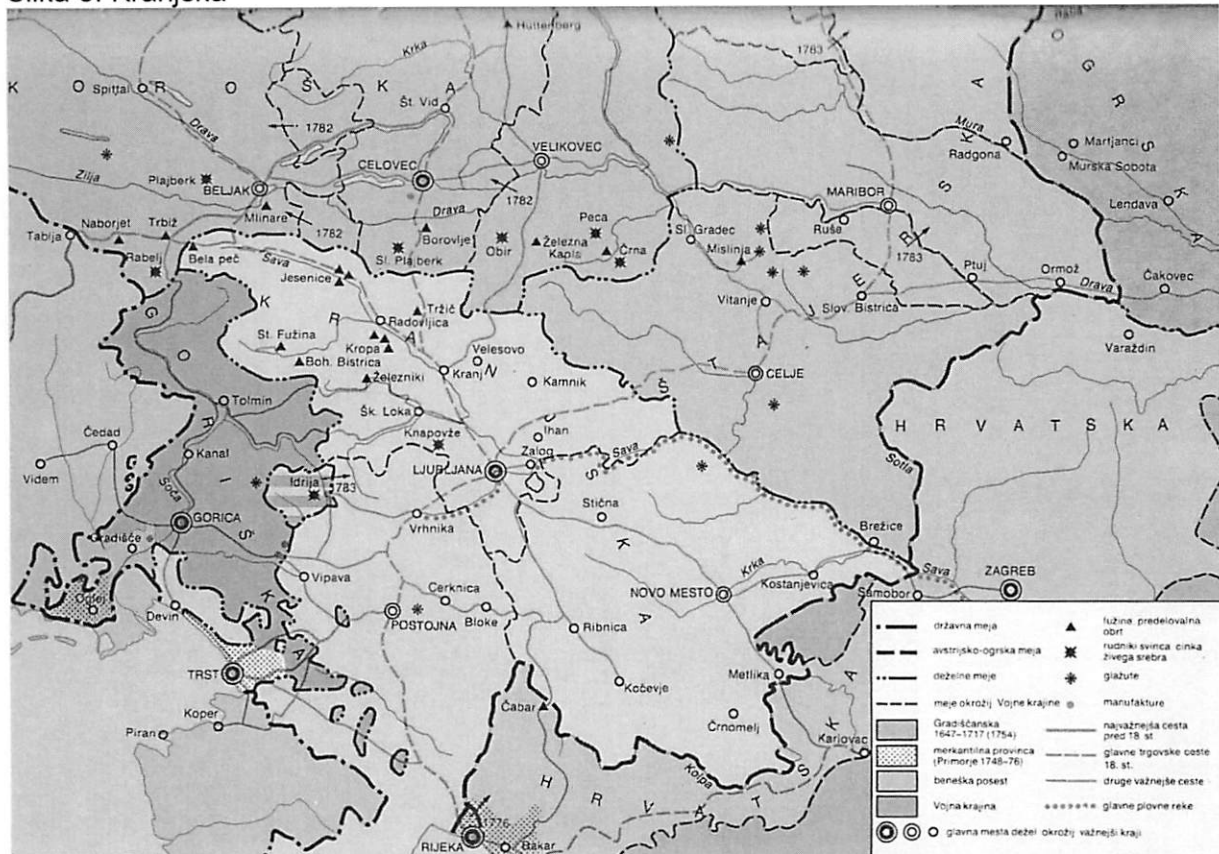 Hüttenberg
1783
Krka
Spittal
K O R O Š K A
Št. Vid
Drava
1782
Mura
Radgona
Martjanci
Murska Sobota
VELIKOVEC
CELOVEC
Plajberk
Zilja
BELJAK
Mlinare
Drava
1782
MARIBOR
Lendava
Naborjet
Trbiž
Tablja
Rabelj
Bela peč
1782
Borovlje
Sl. Plajberk
Obir
Železna Kapla
Peca
Črna
Sl. Gradec
Mislinja
Ruše
1783
Sava
Jesenice
Ptuj
Ormož
Drava
Čakovec
Vitanje
Slov. Bistrica
Tržič
Radovljica
St. Fužina
Kropa
Velesovo
Varaždin
Boh. Bistrica
Železniki
Kranj
Kamnik
CELJE
Tolmin
Šk. Loka
Ihan
H R V A T S K A
Čedad
Knapovže
Zalog
Sava
Kanal
LJUBLJANA
Sotla
Videm
Idrija
1783
Soča
Vrhnika
Stična
GORICA
Gradišče
Brežice
Vipava
Cerknica
Krka
Kostanjevica
Sava
ZAGREB
Oglej
Devin
POSTOJNA
Bloke
NOVO MESTO
Samobor
Ribnica
TRST
Kočevje
Metlika
Koper
Čabar
Piran
Črnomelj
Karlovac
Kolpa
H R V A T S K A
1776
RIJEKA
Bakar
G O R I Š K A
K R A N J S K A
Š T A J E R S K A
O G R S K A
državna meja
avstrijsko-ogrska meja
deželne meje
meje okrožij Vojne krajine
Gradiščanska
1647–1717 (1754)
merkantilna provinca
(Primorje 1748–76)
beneška posest
Vojna krajina
glavna mesta dežel okrožij važnejši kraji
fužine, predelovalna
obrt
rudniki svinca, cinka
živega srebra
glažute
manufakture
najvažnejša cesta
pred 18. st.
glavne trgovske ceste
18. st.
druge važnejše ceste
glavne plovne reke